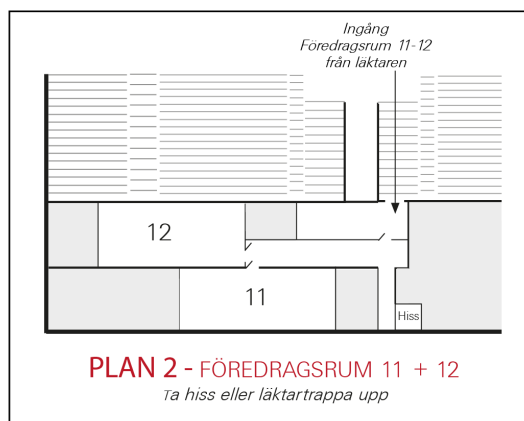 Ingång
Föredragsrum 11-12
från läktaren
12
11
Hiss
PLAN 2 - FÖREDRAGSRUM 11 + 12
Ta hiss eller läktartrappa upp